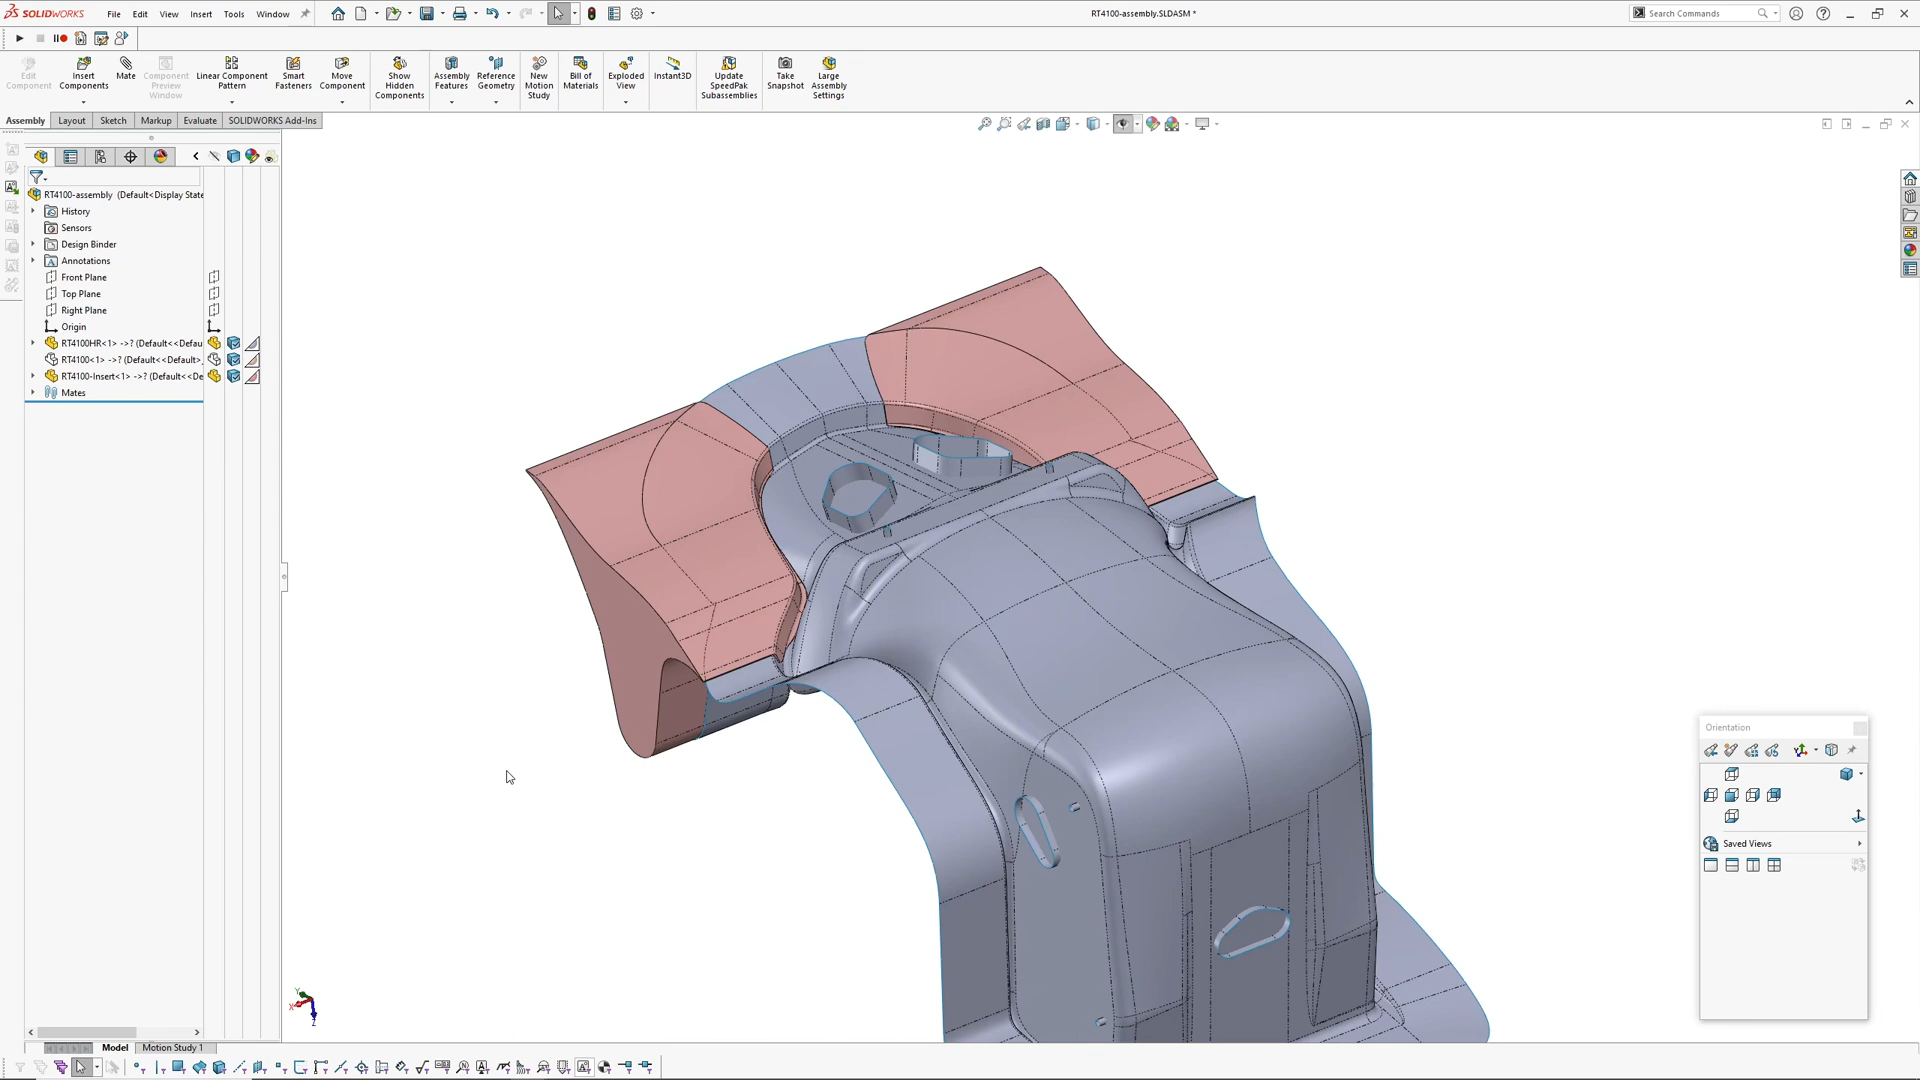 SOLIDWORKS
File
Edit
View
Insert
Tools
Window
RT4100-assembly.SLDASM *
Search Commands
Edit
Component
Insert
Components
Mate
Component
Preview
Window
Linear Component
Pattern
Smart
Fasteners
Move
Component
Show
Hidden
Components
Assembly
Features
Reference
Geometry
New
Motion
Study
Bill of
Materials
Exploded
View
Instant3D
Update
SpeedPak
Subassemblies
Take
Snapshot
Large
Assembly
Settings
Assembly
Layout
Sketch
Markup
Evaluate
SOLIDWORKS Add-Ins
RT4100-assembly (Default<Display State
History
Sensors
Design Binder
Annotations
Front Plane
Top Plane
Right Plane
Origin
RT4100HR<1> ->? (Default<<Defau
RT4100<1> ->? (Default<<Default>
RT4100-Insert<1> ->? (Default<<De
Mates
Orientation
Saved Views
X
Y
Z
Model
Motion Study 1